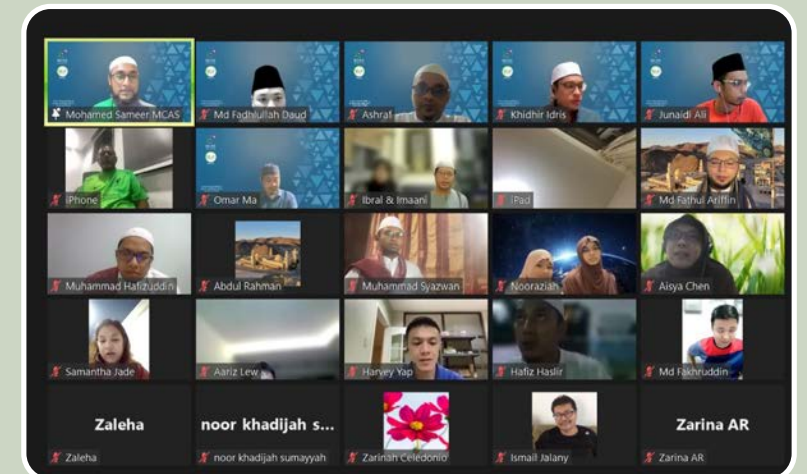 Mohamed Sameer MCAS
Md Fadhlullah Daud
Ashraf
Khidhir Idris
Junaidi Ali
iPhone
Omar Ma
Ibral & Imaani
iPad
Md Fathul Ariffin
Muhammad Hafizuddin
Abdul Rahman
Muhammad Syazwan
Nooraziah
Aisya Chen
Samantha Jade
Aariz Lew
Harvey Yap
Hafiz Haslir
Md Fakhruddin
Zaleha
noor khadijah s...
Zarina AR
Zaleha
noor khadijah sumayyah
Zarinah Celedonio
Ismail Jalany
Zarina AR